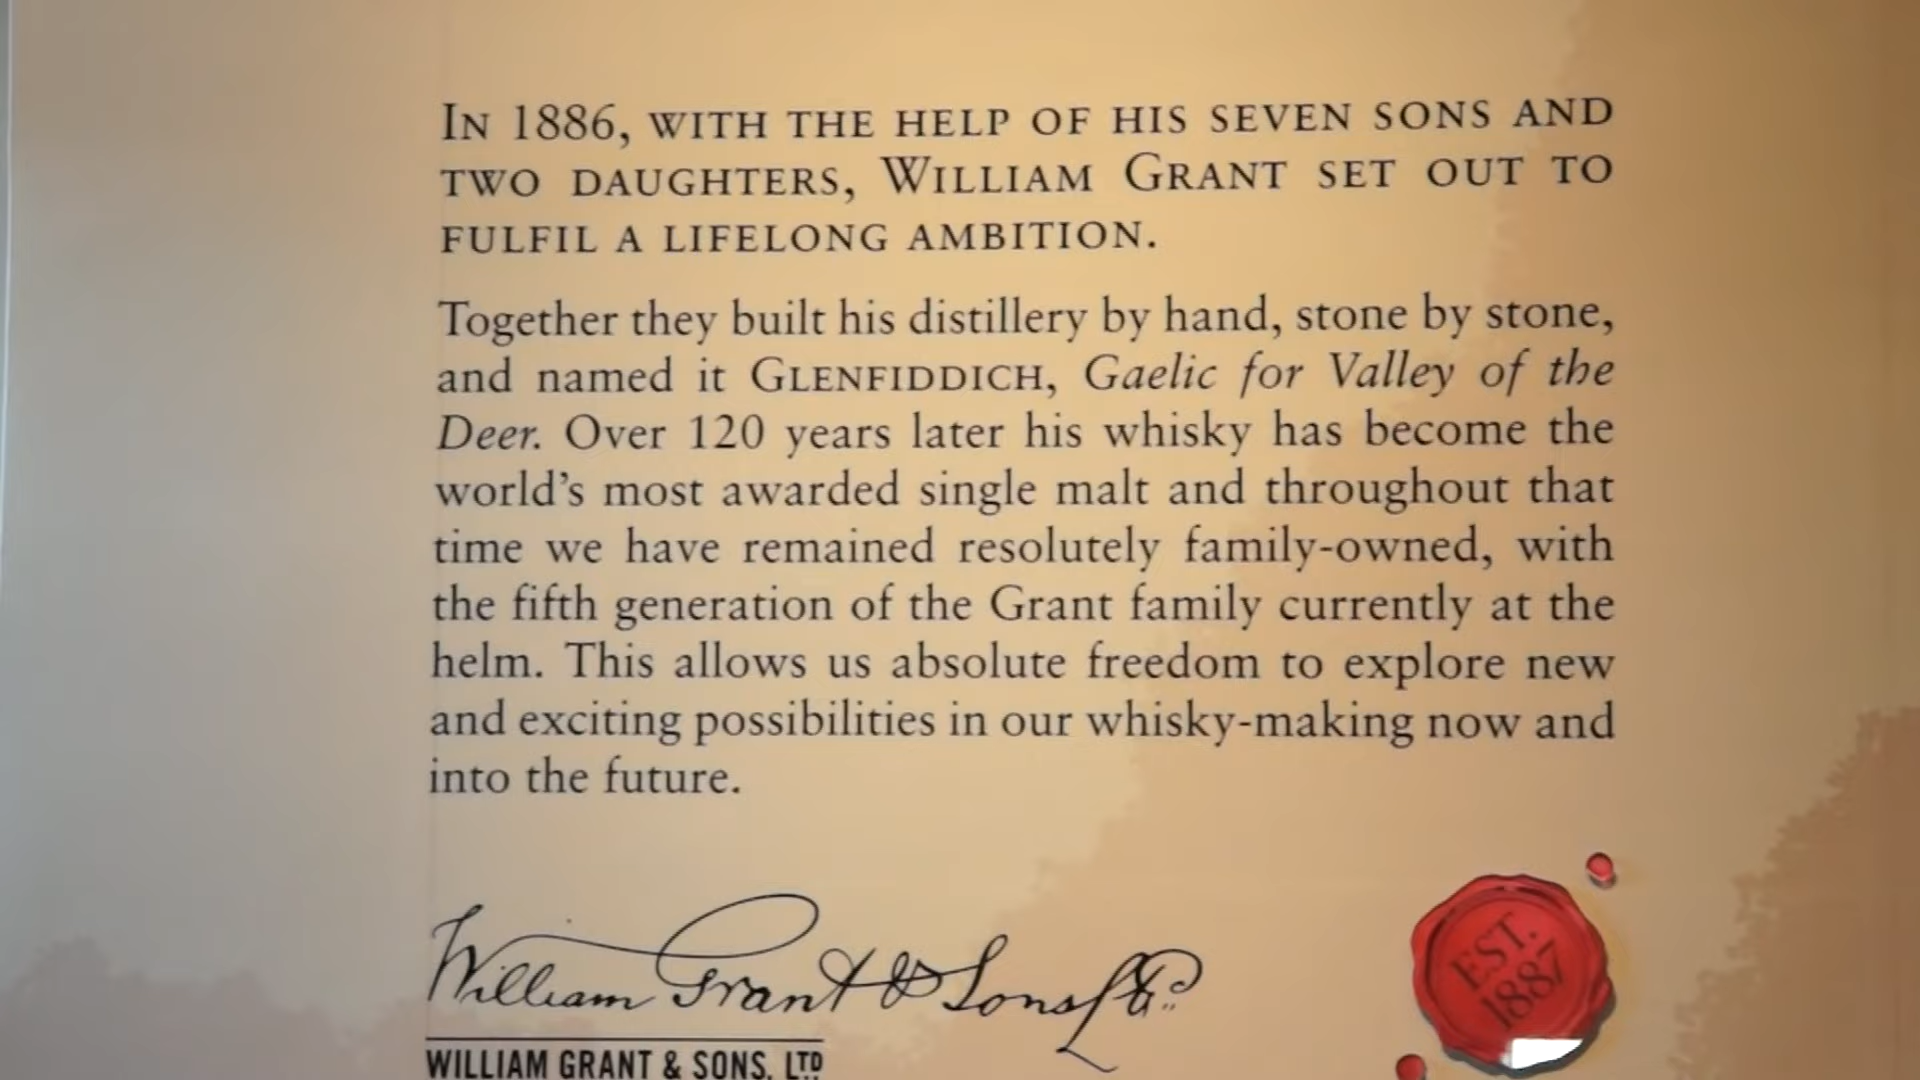 In 1886, WITH THE HELP OF HIS SEVEN SONS AND
TWO DAUGHTERS, WILLIAM GRANT SET OUT TO
FULFIL A LIFELONG AMBITION.
Together they built his distillery by hand, stone by stone,
and named it GLENFIDDICH, Gaelic for Valley of the
Deer. Over 120 years later his whisky has become the
world's most awarded single malt and throughout that
time we have remained resolutely family-owned, with
the fifth generation of the Grant family currently at the
helm. This allows us absolute freedom to explore new
and exciting possibilities in our whisky-making now and
into the future.
William Grant & Sons Ltd.
EST.
1887
WILLIAM GRANT & SONS. LTD